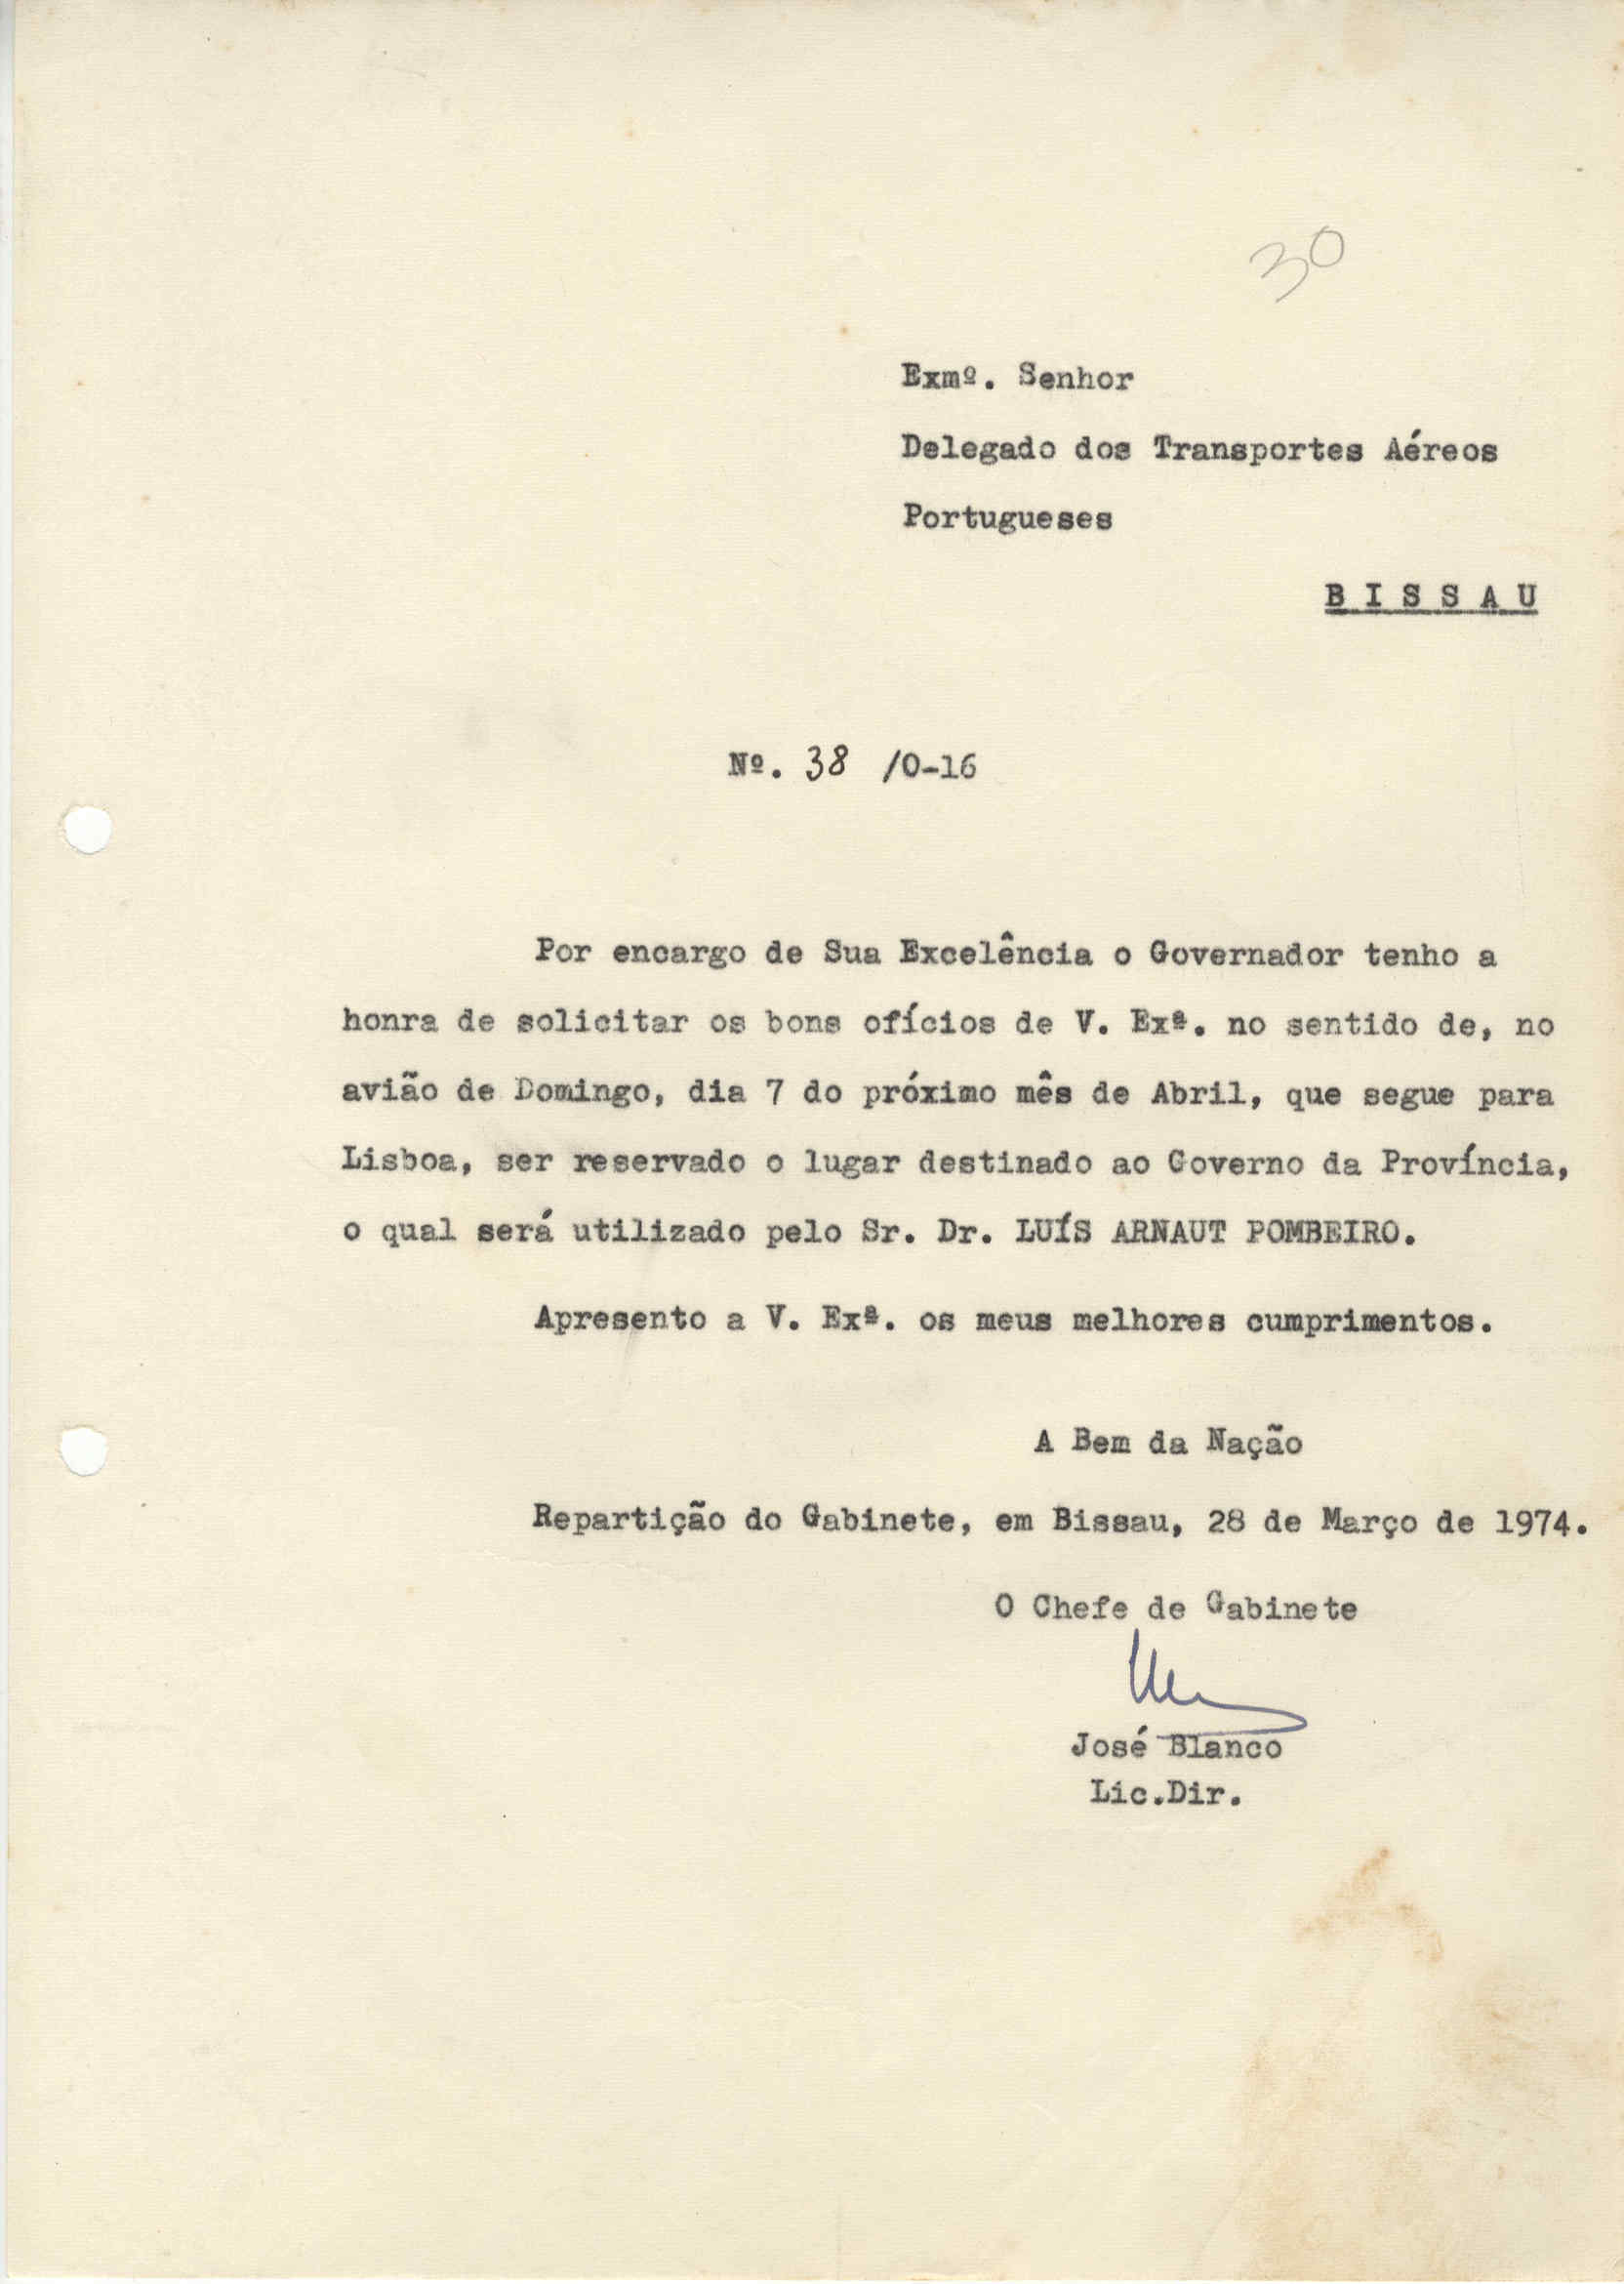 30
Exmº. Senhor
Delegado dos Transportes Aéreos
Portugueses
B I S S A U
Nº. 38 /0-16
Por encargo de Sua Excelência o Governador tenho a
honra de solicitar os bons ofícios de V. Exª. no sentido de, no
avião de Domingo, dia 7 do próximo mês de Abril, que segue para
Lisboa, ser reservado o lugar destinado ao Governo da Província,
o qual será utilizado pelo Sr. Dr. LUÍS ARNAUT POMBEIRO.
Apresento a V. Exª. os meus melhores cumprimentos.
A Bem da Nação
Repartição do Gabinete, em Bissau, 28 de Março de 1974.
O Chefe de Gabinete
José Blanco
Lic.Dir.